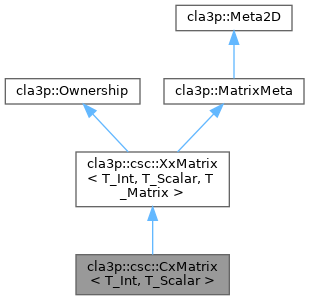 cla3p::Meta2D
cla3p::Ownership
cla3p::MatrixMeta
cla3p::csc::XxMatrix
< T_Int, T_Scalar, T
_Matrix >
cla3p::csc::CxMatrix
< T_Int, T_Scalar >